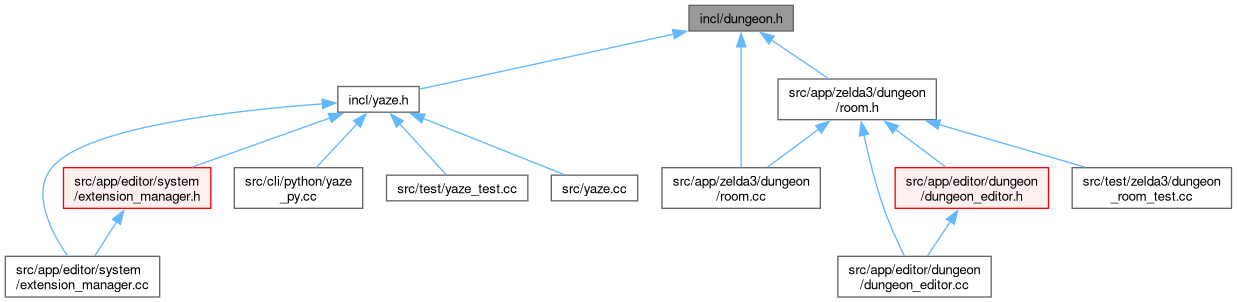 incl/dungeon.h
incl/yaze.h
src/app/zelda3/dungeon
/room.h
src/app/editor/system
/extension_manager.h
src/cli/python/yaze
_py.cc
src/test/yaze_test.cc
src/yaze.cc
src/app/zelda3/dungeon
/room.cc
src/app/editor/dungeon
/dungeon_editor.h
src/test/zelda3/dungeon
_room_test.cc
src/app/editor/system
/extension_manager.cc
src/app/editor/dungeon
/dungeon_editor.cc